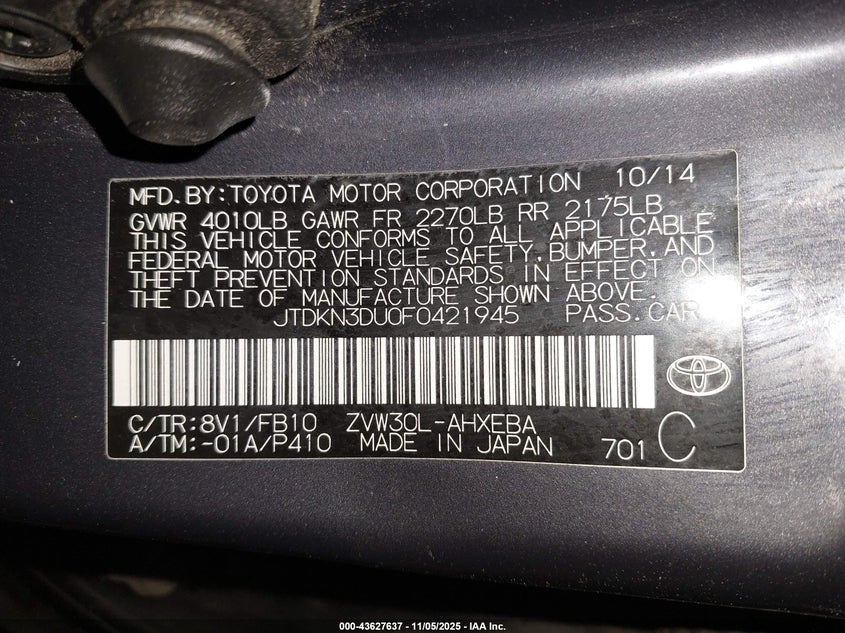 MFD.BY:TOYOTA MOTOR CORPORATION 10/14
GVWR 4010LB GAWR FR 2270LB RR 2175LB
THIS VEHICLE CONFORMS TO ALL APPLICABLE
FEDERAL MOTOR VEHICLE SAFETY,BUMPER,AND
THEFT PREVENTION STANDARDS IN EFFECT ON
THE DATE OF MANUFACTURE SHOWN ABOVE.
JTDKN3DU0F0421945 PASS.CAR
C/TR:8V1/FB10 ZVW30L-AHXEBA
A/TM:-01A/P410 MADE IN JAPAN 701 C
000-43627637 - 11/05/2025 - IAA Inc.